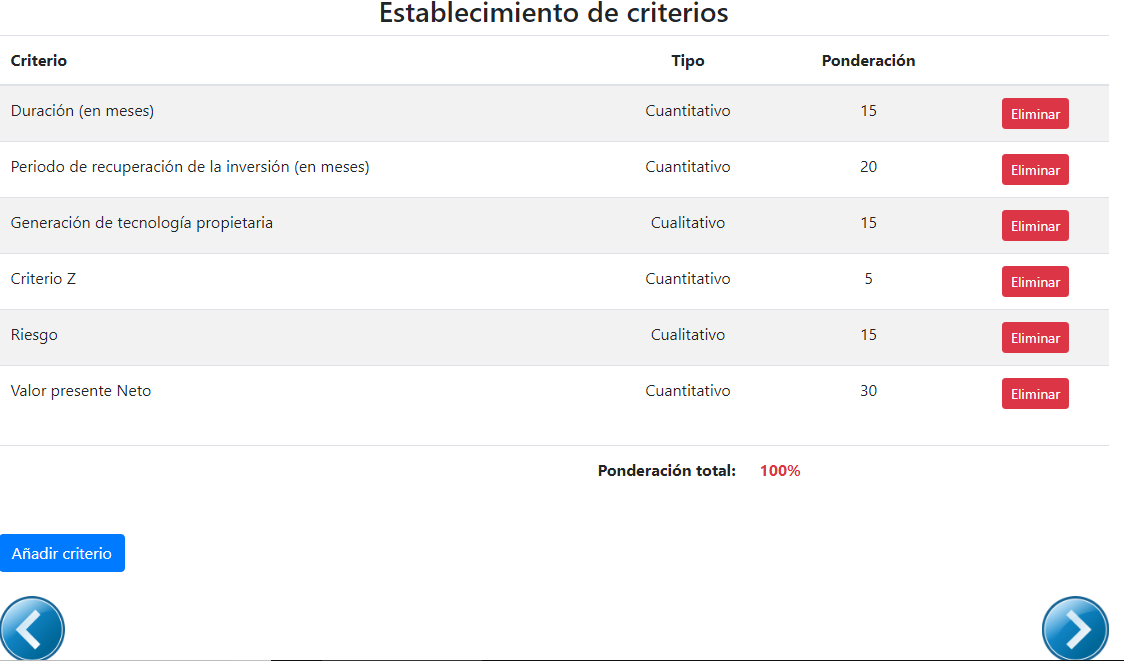 Establecimiento de criterios
Criterio Tipo Ponderación
Duración (en meses) Cuantitativo 15 Eliminar
Periodo de recuperación de la inversión (en meses) Cuantitativo 20 Eliminar
Generación de tecnología propietaria Cualitativo 15 Eliminar
Criterio Z Cuantitativo 5 Eliminar
Riesgo Cualitativo 15 Eliminar
Valor presente Neto Cuantitativo 30 Eliminar
Ponderación total: 100%
Añadir criterio